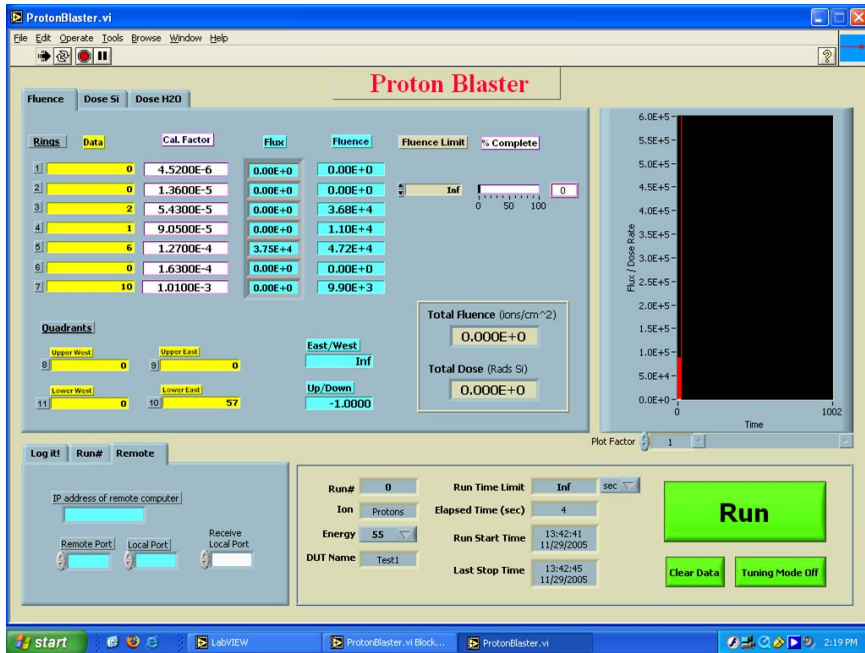 ProtonBlaster.vi
File Edit Operate Tools Browse Window Help
Proton Blaster
Fluence Dose Si Dose H2O
Rings Data Cal. Factor Flux Fluence Fluence Limit % Complete
1 0 4.5200E-6 0.00E+0 0.00E+0
2 0 1.3600E-5 0.00E+0 0.00E+0 Inf 0
3 2 5.4300E-5 0.00E+0 3.68E+4 0 50 100
4 1 9.0500E-5 0.00E+0 1.10E+4
5 6 1.2700E-4 3.75E+4 4.72E+4
6 0 1.6300E-4 0.00E+0 0.00E+0
7 10 1.0100E-3 0.00E+0 9.90E+3
Quadrants
Upper West Upper East
8 0 9 0
Lower West Lower East
11 0 10 57
East/West
Inf
Up/Down
-1.0000
Total Fluence (ions/cm^2)
0.000E+0
Total Dose (Rads Si)
0.000E+0
Flux / Dose Rate
6.0E+5
5.5E+5
5.0E+5
4.5E+5
4.0E+5
3.5E+5
3.0E+5
2.5E+5
2.0E+5
1.5E+5
1.0E+5
5.0E+4
0.0E+0
0 1002
Time
Plot Factor 1
Log it! Run# Remote
IP address of remote computer
Remote Port Local Port Receive
Local Port
Run# 0
Ion Protons
Energy 55
DUT Name Test1
Run Time Limit Inf sec
Elapsed Time (sec) 4
Run Start Time 13:42:41
11/29/2005
Last Stop Time 13:42:45
11/29/2005
Run
Clear Data Tuning Mode Off
start LabVIEW ProtonBlaster.vi Block... ProtonBlaster.vi 2:19 PM